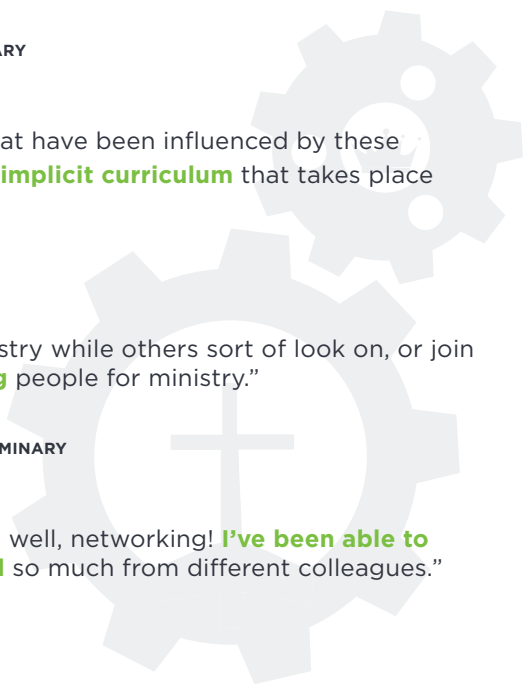 ARY
at have been influenced by these
implicit curriculum that takes place
stry while others sort of look on, or join
g people for ministry.”
MINARY
well, networking! I’ve been able to
so much from different colleagues.”